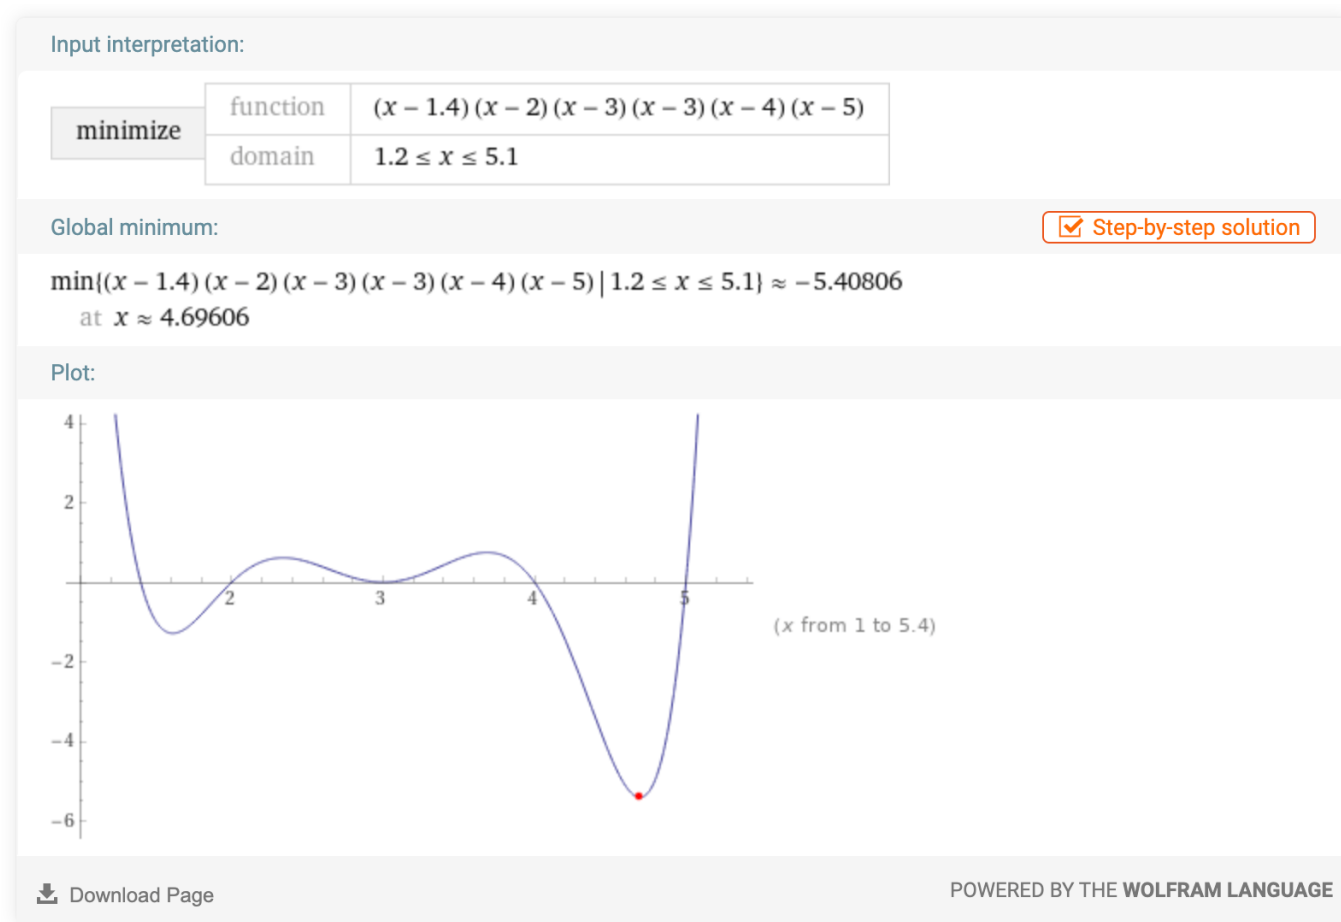 Input interpretation:
minimize
function (x – 1.4) (x – 2) (x – 3) (x – 3) (x – 4) (x – 5)
domain 1.2 ≤ x ≤ 5.1
Global minimum: Step-by-step solution
min{(x – 1.4) (x – 2) (x – 3) (x – 3) (x – 4) (x – 5) | 1.2 ≤ x ≤ 5.1} ≈ –5.40806
at x ≈ 4.69606
Plot:
4
2
2 3 4 5
(x from 1 to 5.4)
–2
–4
–6
Download Page POWERED BY THE WOLFRAM LANGUAGE